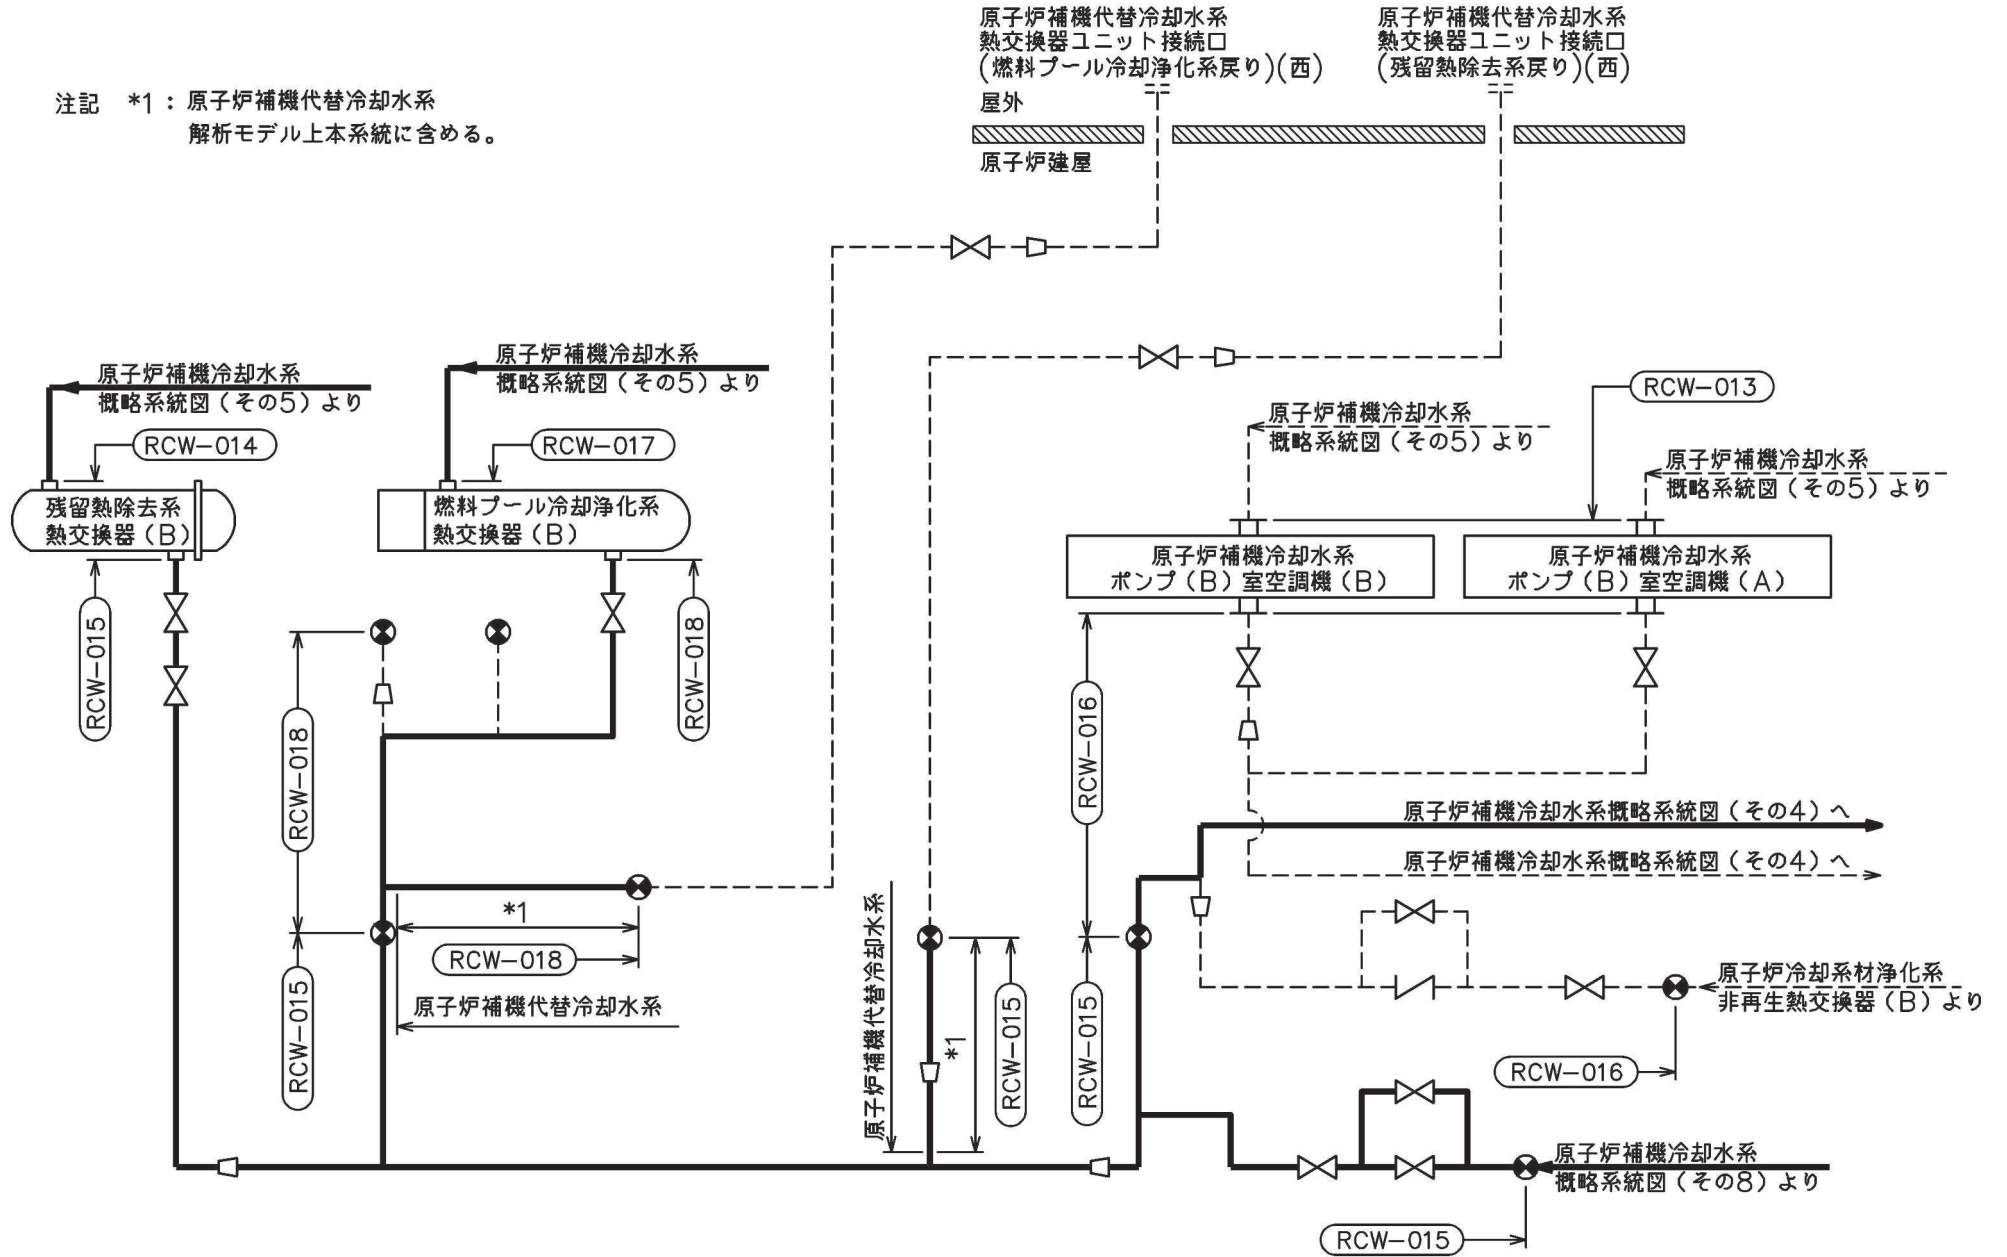 原子炉補機代替冷却水系
熱交換器ユニット接続口
(燃料プール冷却浄化系戻り)(西)
原子炉補機代替冷却水系
熱交換器ユニット接続口
(残留熱除去系戻り)(西)
注記 *1：原子炉補機代替冷却水系
解析モデル上本系統に含める。
屋外
原子炉建屋
原子炉補機冷却水系
概略系統図（その5）より
原子炉補機冷却水系
概略系統図（その5）より
RCW-013
原子炉補機冷却水系
概略系統図（その5）より
原子炉補機冷却水系
概略系統図（その5）より
RCW-014
RCW-017
残留熱除去系
熱交換器（B）
燃料プール冷却浄化系
熱交換器（B）
原子炉補機冷却水系
ポンプ（B）室空調機（B）
原子炉補機冷却水系
ポンプ（B）室空調機（A）
RCW-015
RCW-018
RCW-018
RCW-016
原子炉補機冷却水系概略系統図（その4）へ
原子炉補機冷却水系概略系統図（その4）へ
*1
RCW-018
原子炉補機代替冷却水系
RCW-015
原子炉補機代替冷却水系
*1
RCW-015
RCW-015
原子炉冷却系材浄化系
非再生熱交換器（B）より
RCW-016
原子炉補機冷却水系
概略系統図（その8）より
RCW-015